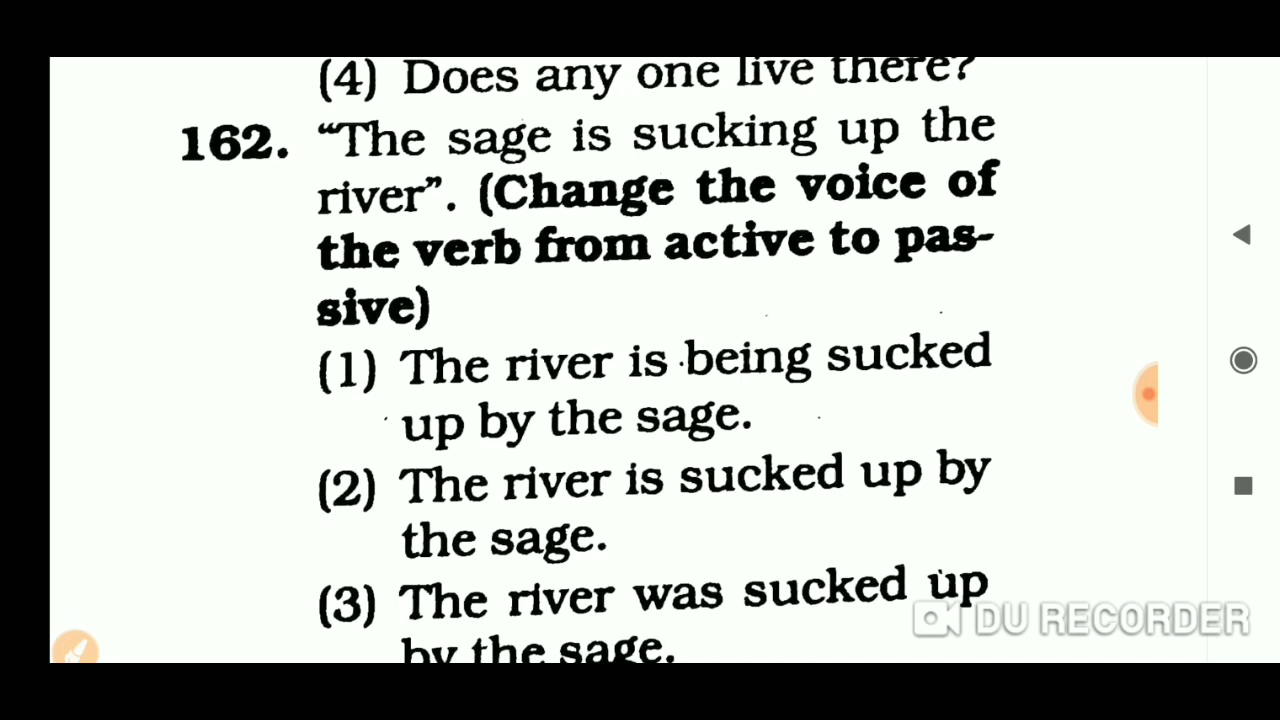 (4) Does any one live there?
162. “The sage is sucking up the
river”. (Change the voice of
the verb from active to pas-
sive)
(1) The river is being sucked
up by the sage.
(2) The river is sucked up by
the sage.
(3) The river was sucked up
by the sage.
DU RECORDER